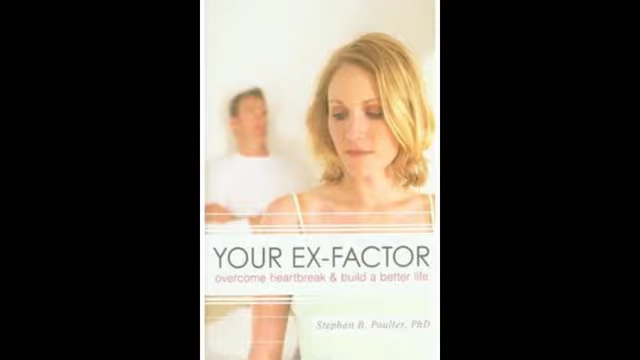 YOUR EX-FACTOR
overcome heartbreak & build a better life
Stephan B. Poulter, PhD